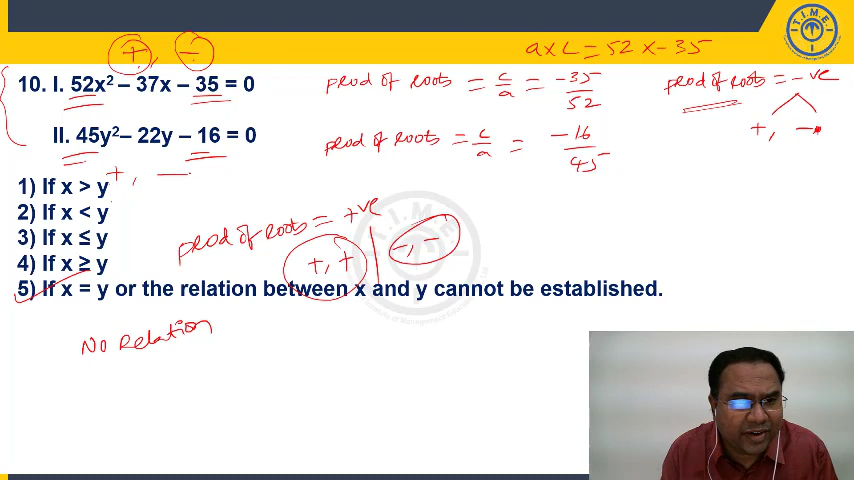 T.I.M.E.
+, -
a x c = 52 x -35
10. I. 52x² – 37x – 35 = 0
prod of roots = c/a = -35/52
prod of roots = -ve
+, -
II. 45y² – 22y – 16 = 0
prod of roots = c/a = -16/45
+, -
1) If x > y
2) If x < y
prod of roots = +ve
3) If x ≤ y
+, + | -, -
4) If x ≥ y
5) If x = y or the relation between x and y cannot be established.
No Relation